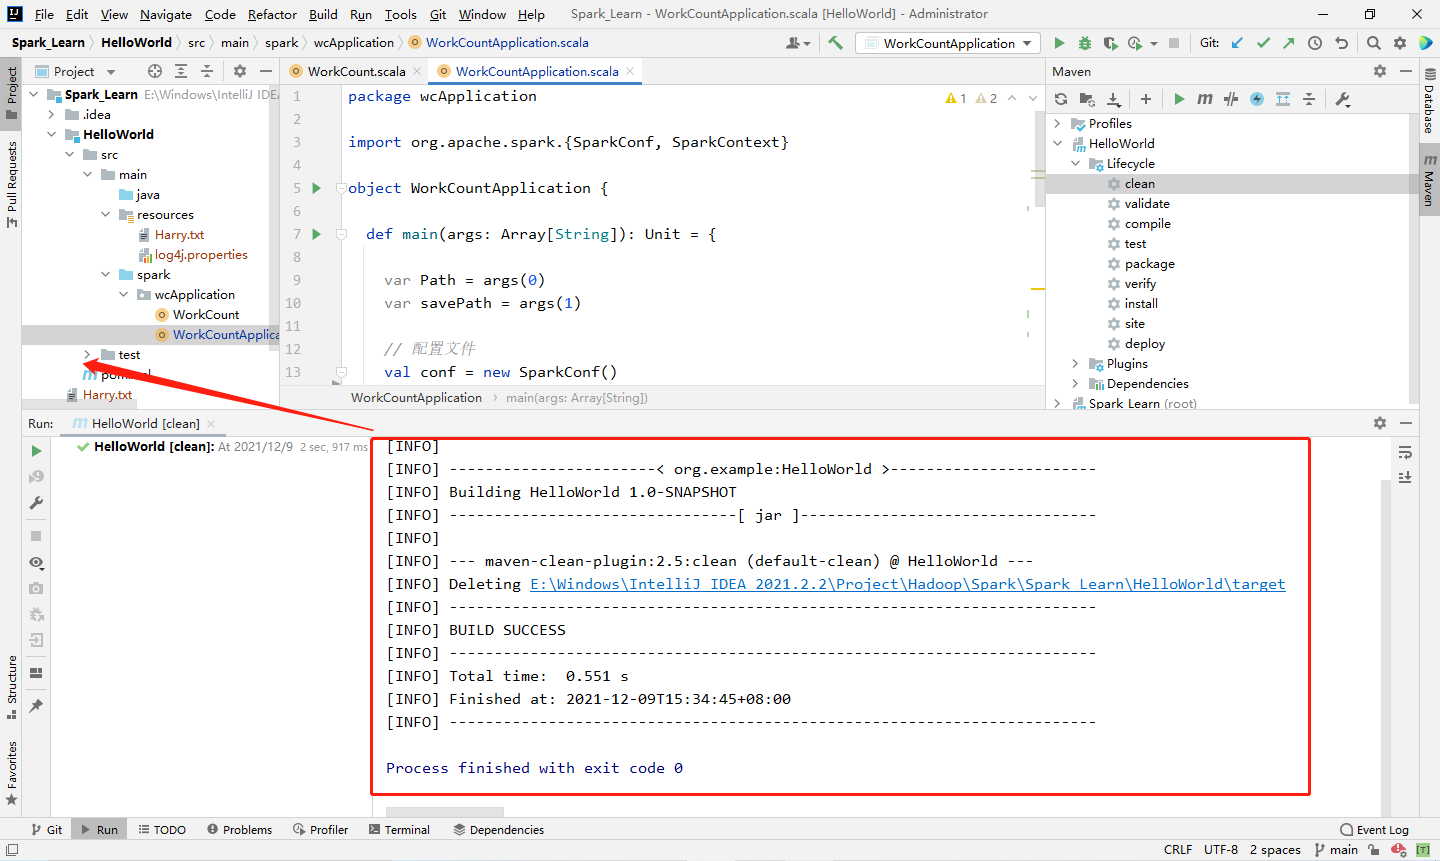 File Edit View Navigate Code Refactor Build Run Tools Git Window Help Spark_Learn - WorkCountApplication.scala [HelloWorld] - Administrator
Spark_Learn HelloWorld src main spark wcApplication WorkCountApplication.scala WorkCountApplication Git:
Project WorkCount.scala WorkCountApplication.scala Maven
Project
Pull Requests
Structure
Favorites
Database
Maven
Spark_Learn E:\Windows\IntelliJ IDEA
.idea
HelloWorld
src
main
java
resources
Harry.txt
log4j.properties
spark
wcApplication
WorkCount
WorkCountApplica
test
Harry.txt
1 package wcApplication
2
3 import org.apache.spark.{SparkConf, SparkContext}
4
5 object WorkCountApplication {
6
7 def main(args: Array[String]): Unit = {
8
9 var Path = args(0)
10 var savePath = args(1)
11
12 // 配置文件
13 val conf = new SparkConf()
1 2
WorkCountApplication main(args: Array[String])
Profiles
HelloWorld
Lifecycle
clean
validate
compile
test
package
verify
install
site
deploy
Plugins
Dependencies
Spark Learn (root)
Run: HelloWorld [clean]
HelloWorld [clean]: At 2021/12/9 2 sec, 917 ms
[INFO]
[INFO] -----------------------< org.example:HelloWorld >-----------------------
[INFO] Building HelloWorld 1.0-SNAPSHOT
[INFO] --------------------------------[ jar ]---------------------------------
[INFO]
[INFO] --- maven-clean-plugin:2.5:clean (default-clean) @ HelloWorld ---
[INFO] Deleting E:\Windows\IntelliJ IDEA 2021.2.2\Project\Hadoop\Spark\Spark_Learn\HelloWorld\target
[INFO] ------------------------------------------------------------------------
[INFO] BUILD SUCCESS
[INFO] ------------------------------------------------------------------------
[INFO] Total time: 0.551 s
[INFO] Finished at: 2021-12-09T15:34:45+08:00
[INFO] ------------------------------------------------------------------------
Process finished with exit code 0
Git Run TODO Problems Profiler Terminal Dependencies Event Log
CRLF UTF-8 2 spaces main